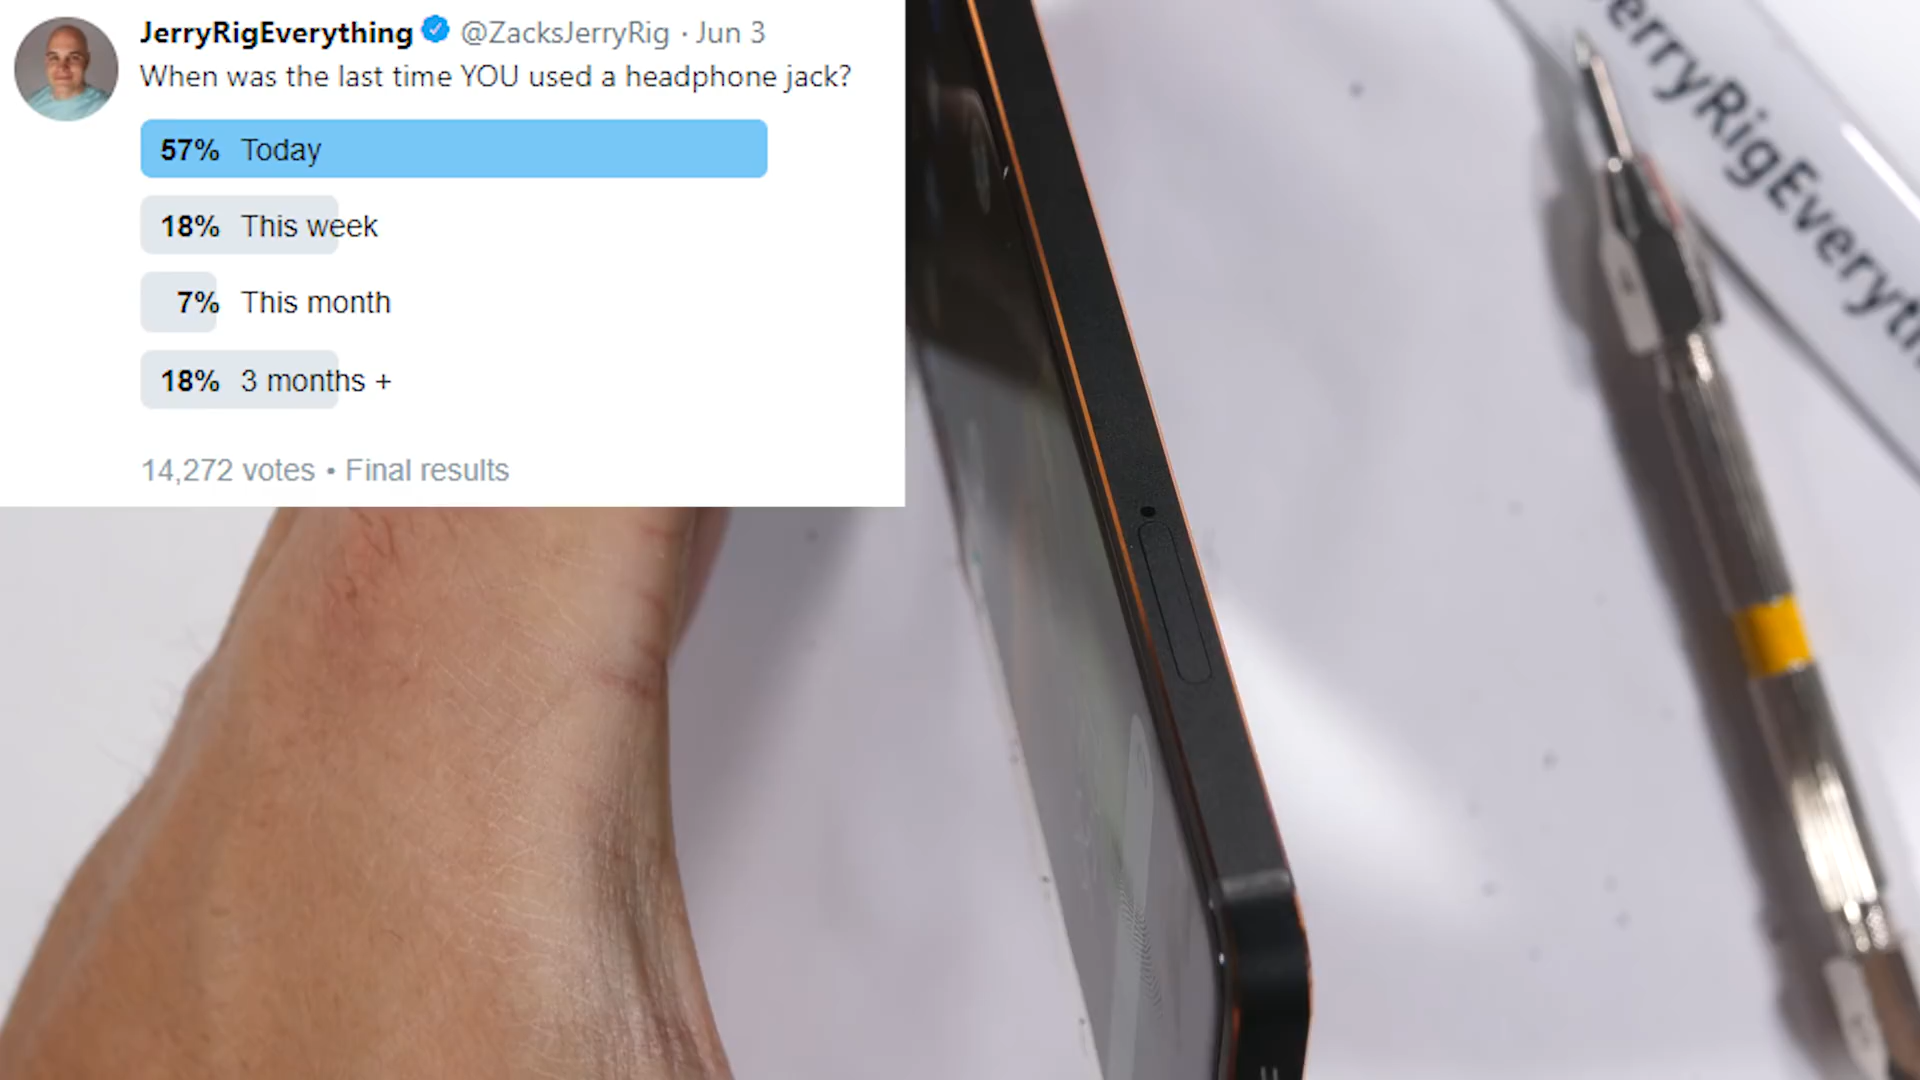 JerryRigEverything @ZacksJerryRig · Jun 3
When was the last time YOU used a headphone jack?
57% Today
18% This week
7% This month
18% 3 months +
14,272 votes • Final results
JerryRigEveryth